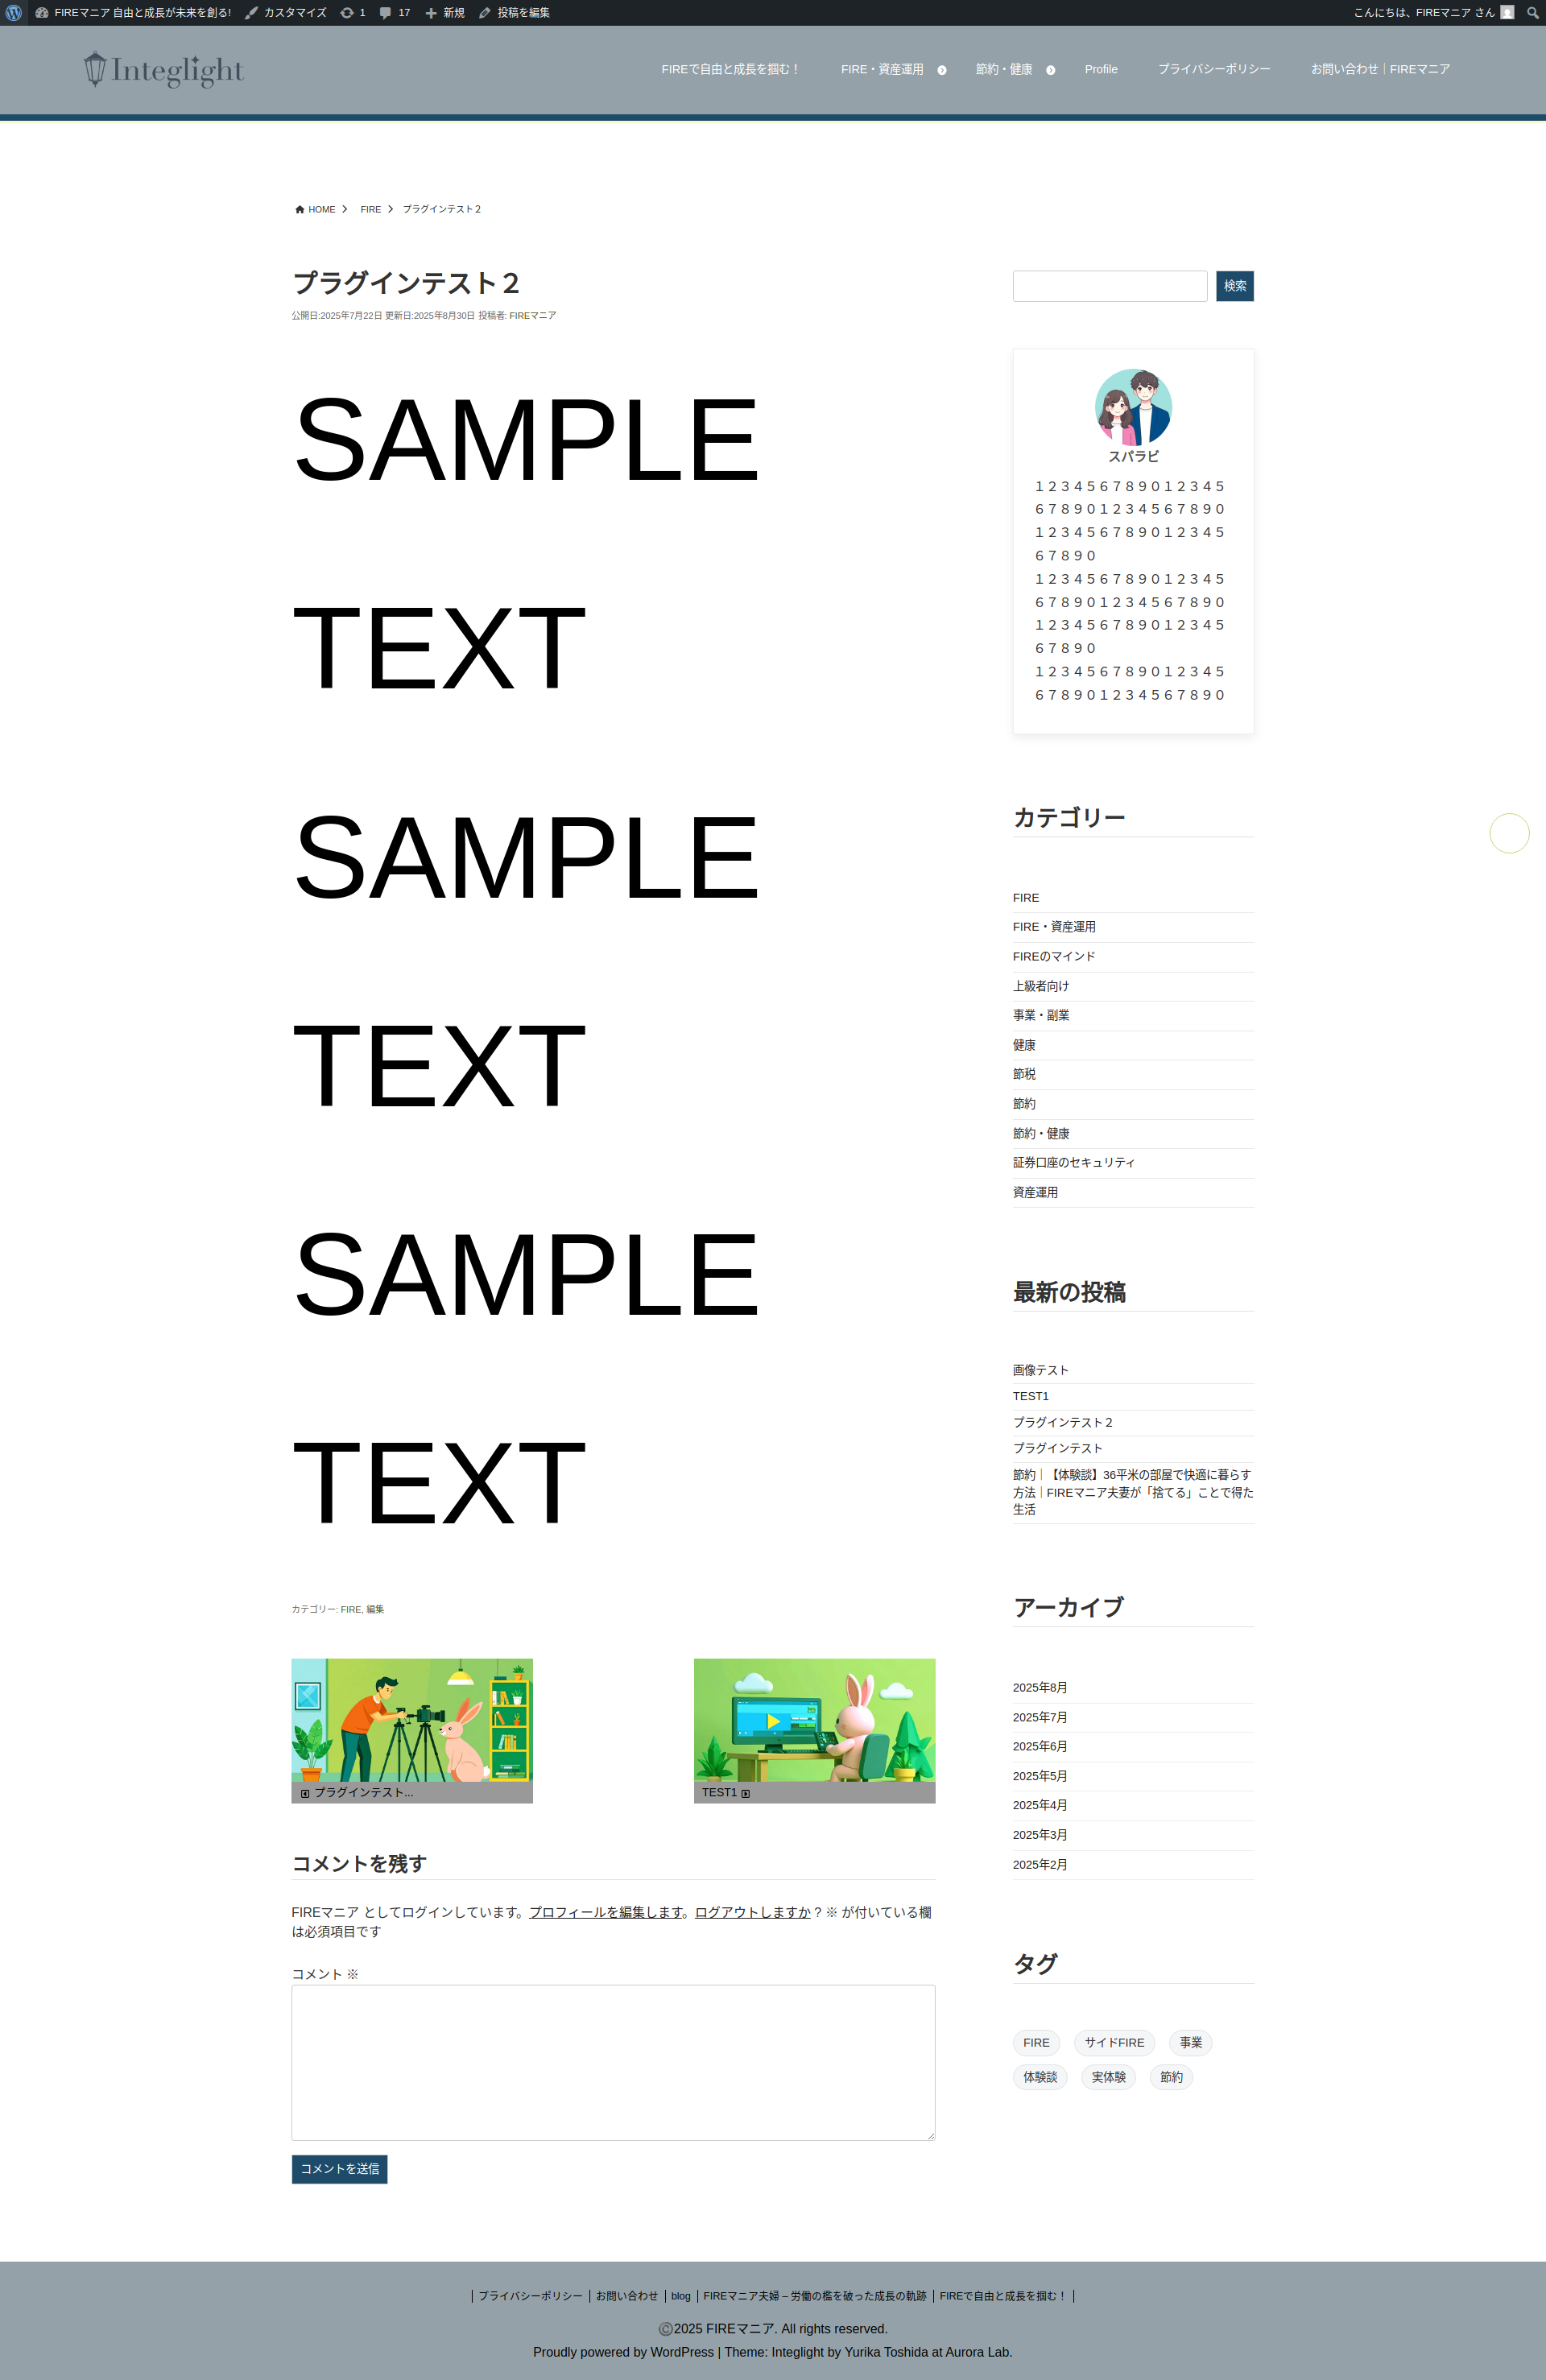 FIREマニア 自由と成長が未来を創る! カスタマイズ 1 17 新規 投稿を編集 こんにちは、FIREマニア さん
Integlight
FIREで自由と成長を掴む！ FIRE・資産運用 節約・健康 Profile プライバシーポリシー お問い合わせ｜FIREマニア
HOME FIRE プラグインテスト２
プラグインテスト２
公開日:2025年7月22日 更新日:2025年8月30日 投稿者: FIREマニア
SAMPLE
TEXT
SAMPLE
TEXT
SAMPLE
TEXT
カテゴリー: FIRE, 編集
プラグインテスト...
TEST1
コメントを残す
FIREマニア としてログインしています。プロフィールを編集します。ログアウトしますか ? ※ が付いている欄
は必須項目です
コメント ※
コメントを送信
検索
スパラビ
１２３４５６７８９０１２３４５
６７８９０１２３４５６７８９０
１２３４５６７８９０１２３４５
６７８９０
１２３４５６７８９０１２３４５
６７８９０１２３４５６７８９０
１２３４５６７８９０１２３４５
６７８９０
１２３４５６７８９０１２３４５
６７８９０１２３４５６７８９０
カテゴリー
FIRE
FIRE・資産運用
FIREのマインド
上級者向け
事業・副業
健康
節税
節約
節約・健康
証券口座のセキュリティ
資産運用
最新の投稿
画像テスト
TEST1
プラグインテスト２
プラグインテスト
節約｜【体験談】36平米の部屋で快適に暮らす
方法｜FIREマニア夫妻が「捨てる」ことで得た
生活
アーカイブ
2025年8月
2025年7月
2025年6月
2025年5月
2025年4月
2025年3月
2025年2月
タグ
FIRE サイドFIRE 事業
体験談 実体験 節約
プライバシーポリシー お問い合わせ blog FIREマニア夫婦 – 労働の檻を破った成長の軌跡 FIREで自由と成長を掴む！
©2025 FIREマニア. All rights reserved.
Proudly powered by WordPress | Theme: Integlight by Yurika Toshida at Aurora Lab.